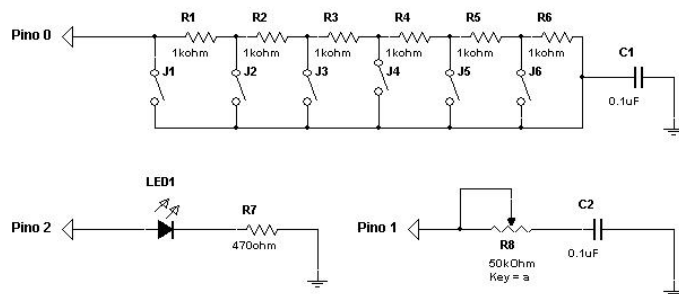 R1 R2 R3 R4 R5 R6
Pino 0
1kohm 1kohm 1kohm 1kohm 1kohm 1kohm
C1
J1 J2 J3 J4 J5 J6
0.1uF
LED1
R7
C2
Pino 2
Pino 1
470ohm
R8
0.1uF
50kOhm
Key = a